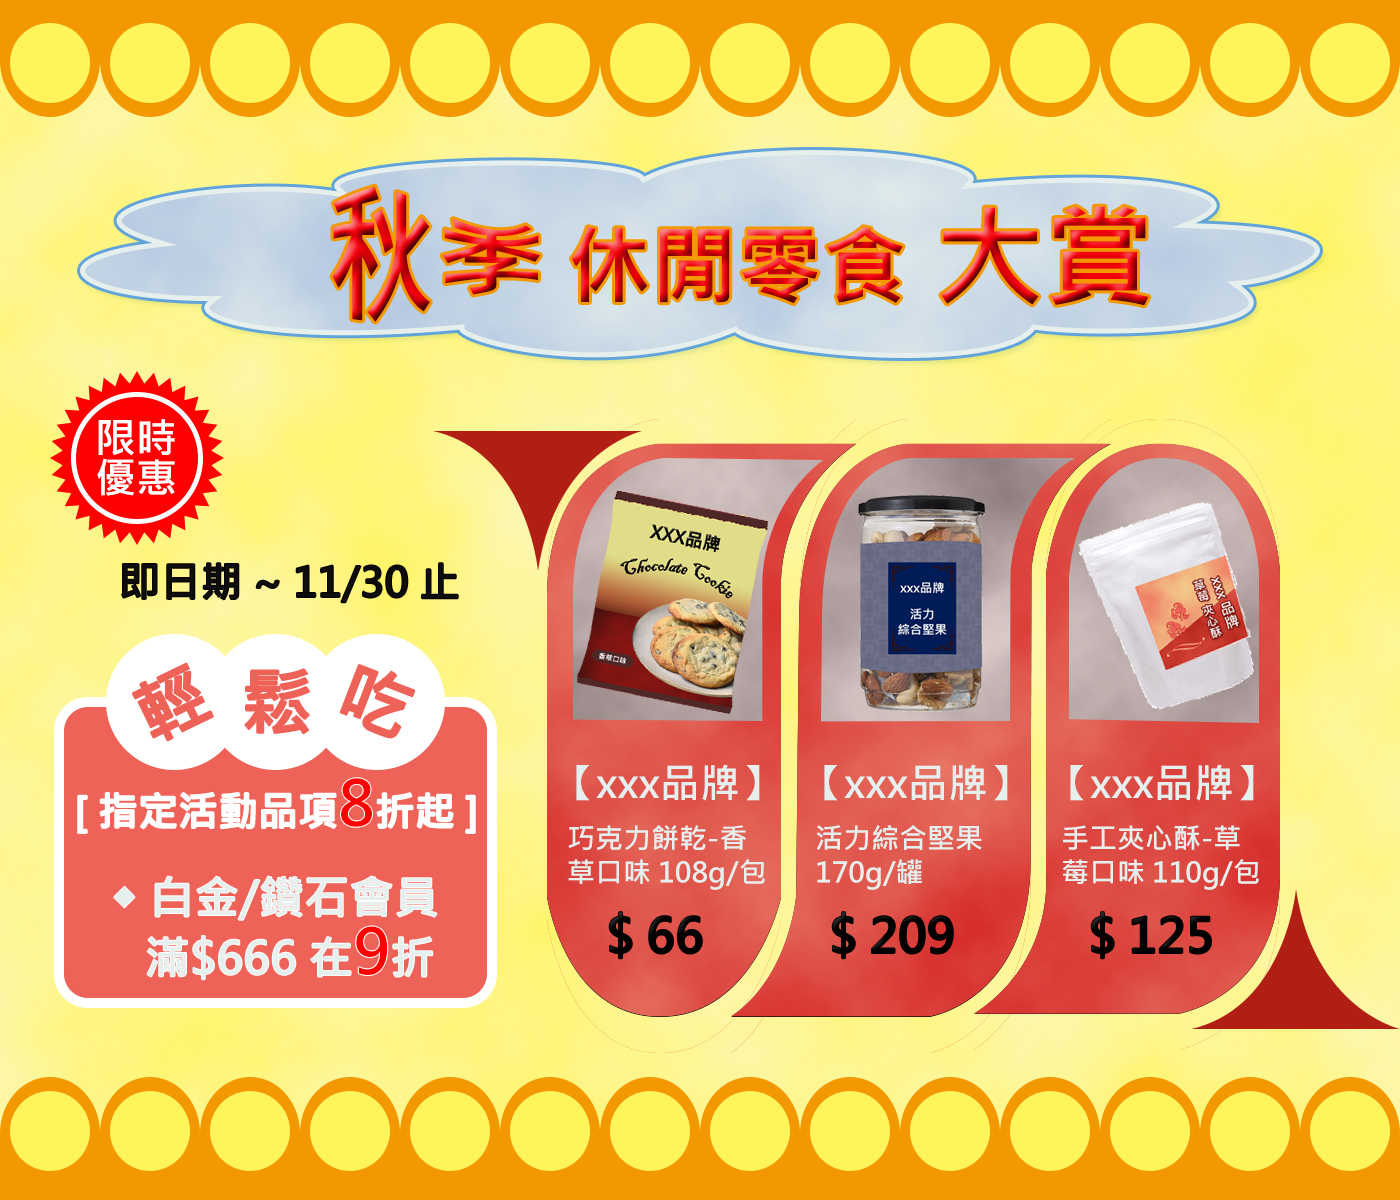 秋季 休閒零食 大賞
限時
優惠
即日期 ~ 11/30 止
輕鬆吃
[ 指定活動品項8折起 ]
◆ 白金/鑽石會員
滿$666 在9折
XXX品牌
Chocolate Cookie
香草口味
【xxx品牌】
巧克力餅乾-香
草口味 108g/包
$ 66
xxx品牌
活力
綜合堅果
【xxx品牌】
活力綜合堅果
170g/罐
$ 209
xxx 品牌
草莓 夾心酥
【xxx品牌】
手工夾心酥-草
莓口味 110g/包
$ 125